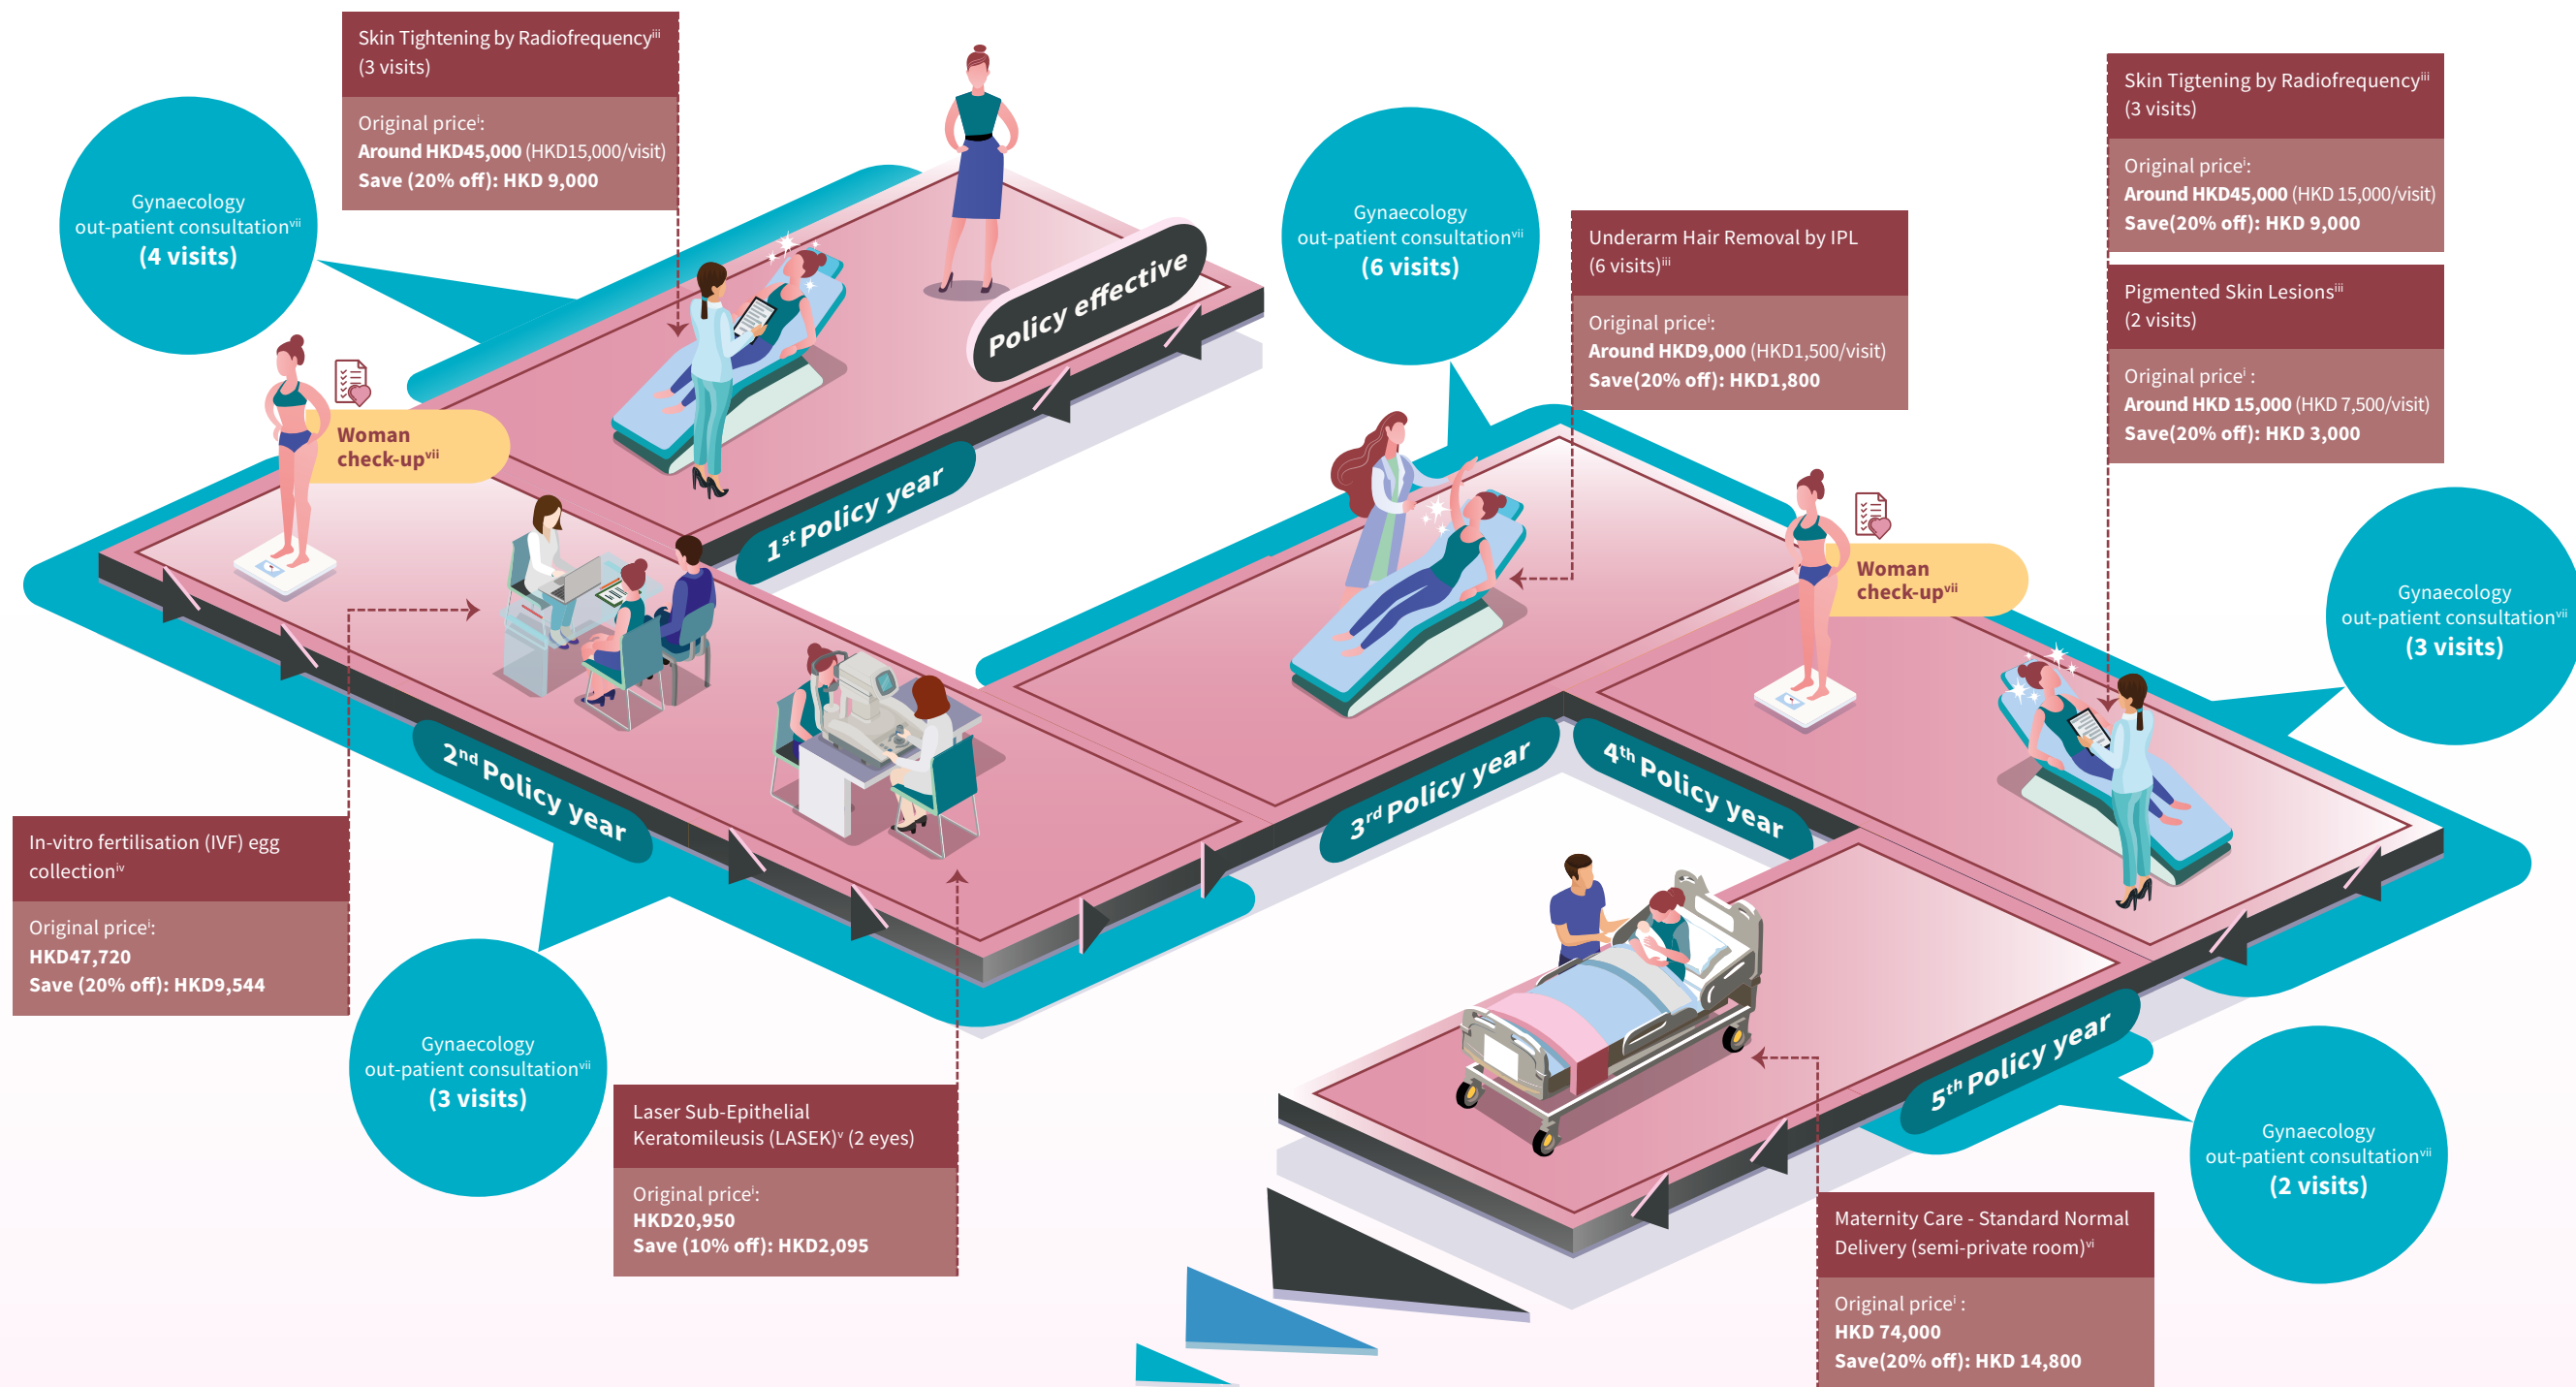 Skin Tightening by Radiofrequencyⁱⁱⁱ
(3 visits)
Original priceⁱ:
Around HKD45,000 (HKD15,000/visit)
Save (20% off): HKD 9,000
Gynaecology
out-patient consultationᵛⁱⁱ
(4 visits)
Policy effective
1st Policy year
Woman
check-upᵛⁱⁱ
2nd Policy year
In-vitro fertilisation (IVF) egg
collectionⁱᵛ
Original priceⁱ:
HKD47,720
Save (20% off): HKD9,544
Gynaecology
out-patient consultationᵛⁱⁱ
(3 visits)
Laser Sub-Epithelial
Keratomileusis (LASEK)ᵛ (2 eyes)
Original priceⁱ:
HKD20,950
Save (10% off): HKD2,095
Gynaecology
out-patient consultationᵛⁱⁱ
(6 visits)
Underarm Hair Removal by IPL
(6 visits)ⁱⁱⁱ
Original priceⁱ:
Around HKD9,000 (HKD1,500/visit)
Save(20% off): HKD1,800
3rd Policy year
4th Policy year
Woman
check-upᵛⁱⁱ
Skin Tigtening by Radiofrequencyⁱⁱⁱ
(3 visits)
Original priceⁱ:
Around HKD45,000 (HKD 15,000/visit)
Save(20% off): HKD 9,000
Pigmented Skin Lesionsⁱⁱⁱ
(2 visits)
Original priceⁱ :
Around HKD 15,000 (HKD 7,500/visit)
Save(20% off): HKD 3,000
Gynaecology
out-patient consultationᵛⁱⁱ
(3 visits)
5th Policy year
Gynaecology
out-patient consultationᵛⁱⁱ
(2 visits)
Maternity Care - Standard Normal
Delivery (semi-private room)ᵛⁱ
Original priceⁱ :
HKD 74,000
Save(20% off): HKD 14,800